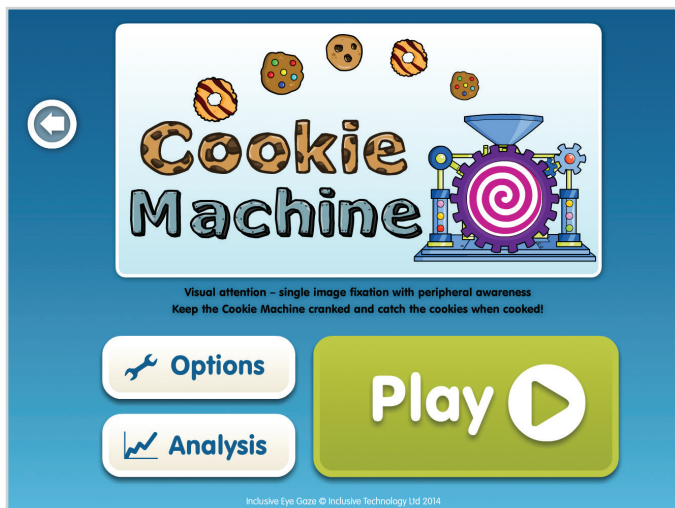 Cookie
Machine
Visual attention – single image fixation with peripheral awareness
Keep the Cookie Machine cranked and catch the cookies when cooked!
Options
Play
Analysis
Inclusive Eye Gaze © Inclusive Technology Ltd 2014